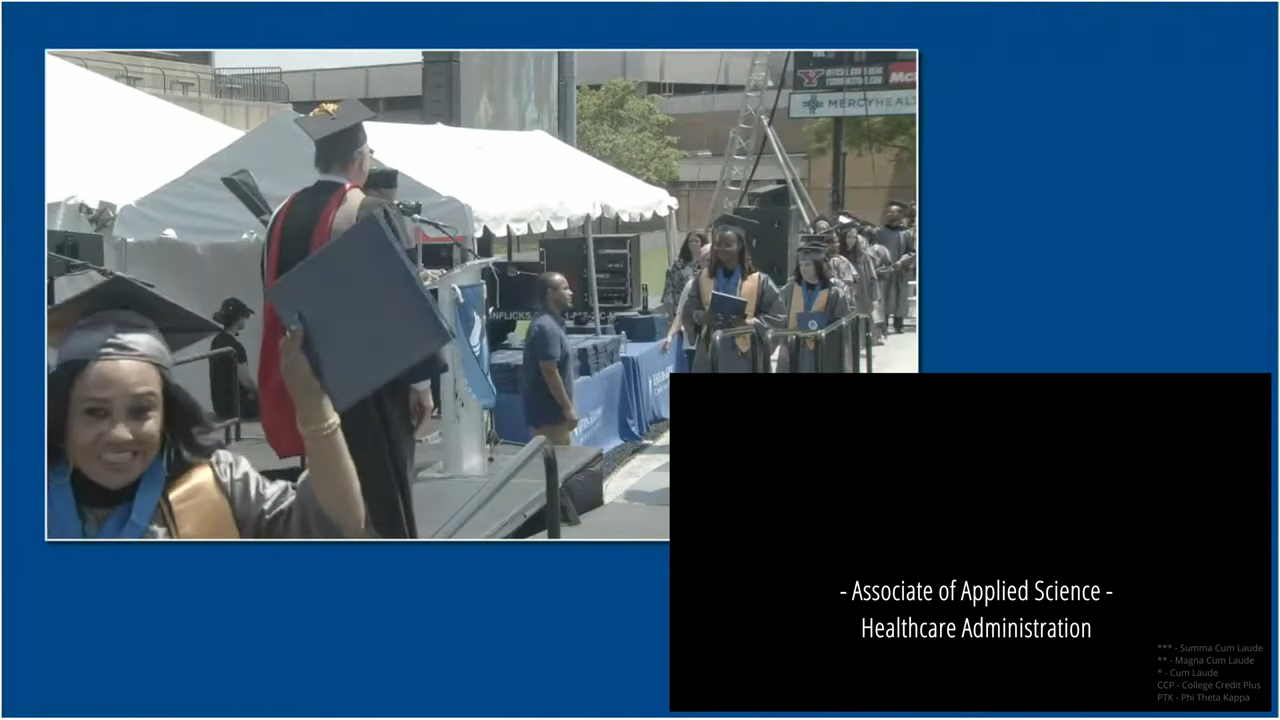 MERCYHEALT
- Associate of Applied Science -
Healthcare Administration
*** - Summa Cum Laude
** - Magna Cum Laude
* - Cum Laude
CCP - College Credit Plus
PTK - Phi Theta Kappa